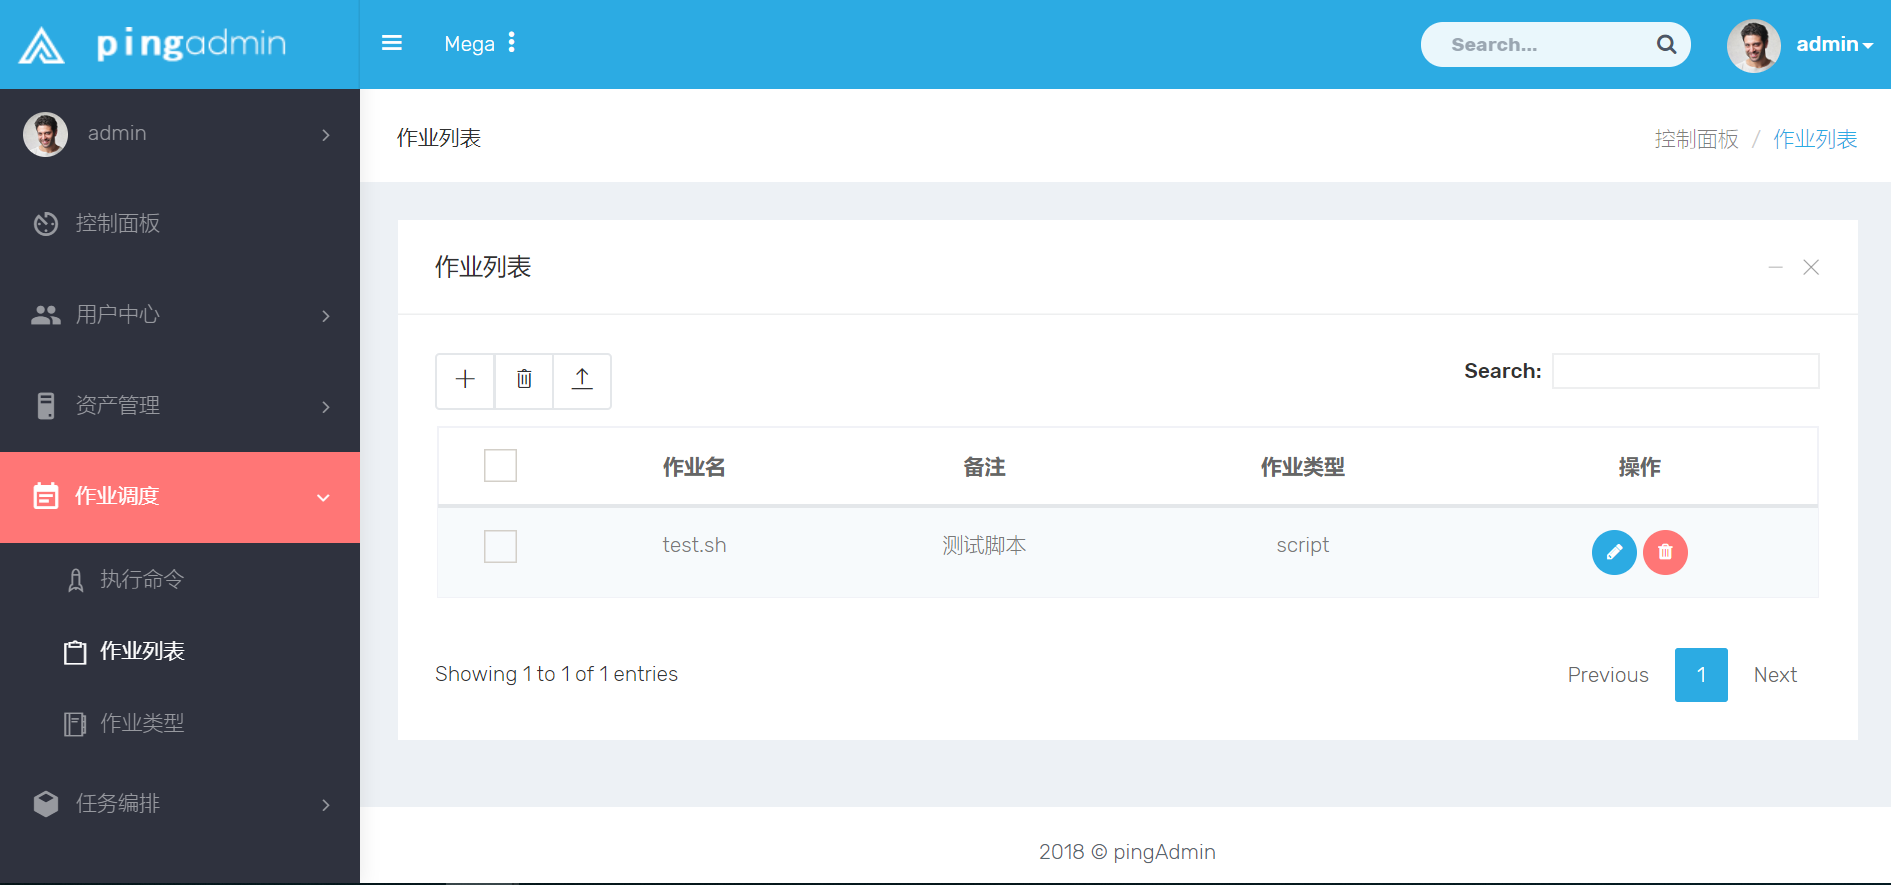 pingadmin
Mega
Search...
admin
admin
控制面板
用户中心
资产管理
作业调度
执行命令
作业列表
作业类型
任务编排
作业列表
控制面板 / 作业列表
作业列表
Search:
作业名 备注 作业类型 操作
test.sh 测试脚本 script
Showing 1 to 1 of 1 entries
Previous 1 Next
2018 © pingAdmin